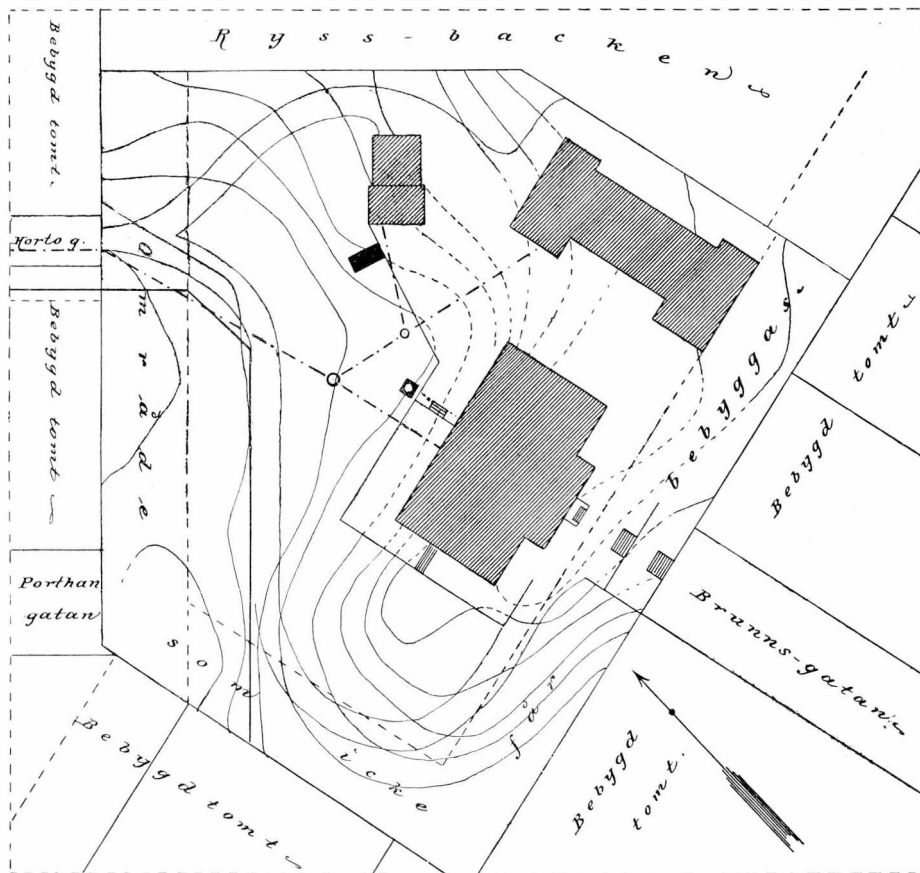 Ryss-backen
Bebygd tomt.
Horto g.
Bebygd tomt
Porthan
gatan
Område som icke får bebyggas.
Bebygd tomt
Bebygd
tomt
Brunns-gatan.
Bebygd
tomt.